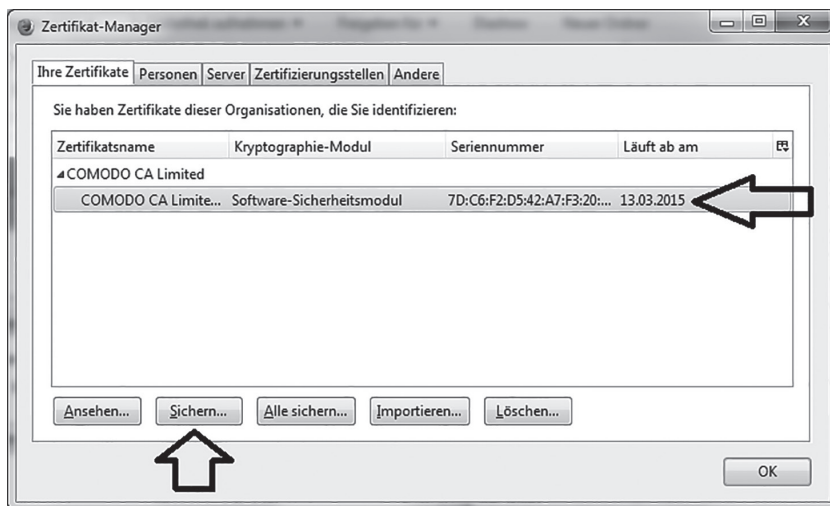 Zertifikat-Manager
Ihre Zertifikate Personen Server Zertifizierungsstellen Andere
Sie haben Zertifikate dieser Organisationen, die Sie identifizieren:
Zertifikatsname Kryptographie-Modul Seriennummer Läuft ab am
COMODO CA Limited
COMODO CA Limite... Software-Sicherheitsmodul 7D:C6:F2:D5:42:A7:F3:20:... 13.03.2015
Ansehen... Sichern... Alle sichern... Importieren... Löschen...
OK